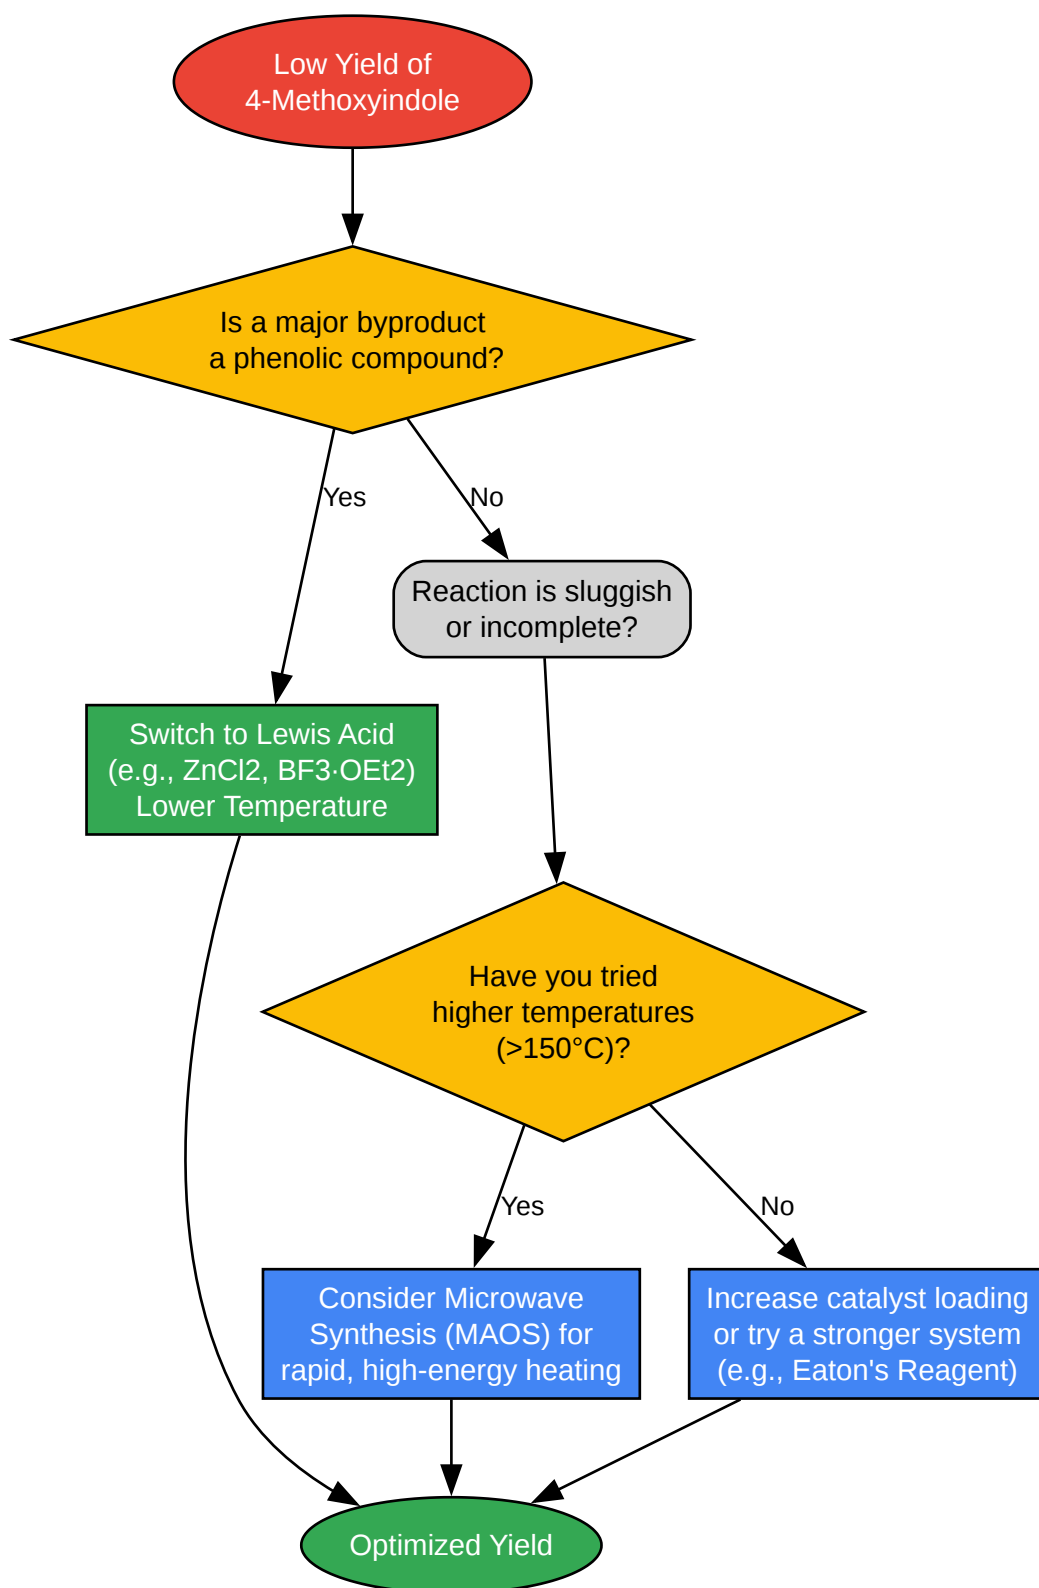 Low Yield of
4-Methoxyindole
Is a major byproduct
a phenolic compound?
Yes
No
Reaction is sluggish
or incomplete?
Switch to Lewis Acid
(e.g., ZnCl2, BF3·OEt2)
Lower Temperature
Have you tried
higher temperatures
(>150°C)?
Yes
No
Consider Microwave
Synthesis (MAOS) for
rapid, high-energy heating
Increase catalyst loading
or try a stronger system
(e.g., Eaton's Reagent)
Optimized Yield